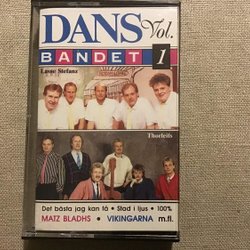 DANS Vol.
BANDET 1
Lasse Stefanz
Thorleifs
Det bästa jag kan få • Stad i ljus • 100%
MATZ BLADHS • VIKINGARNA m.fl.